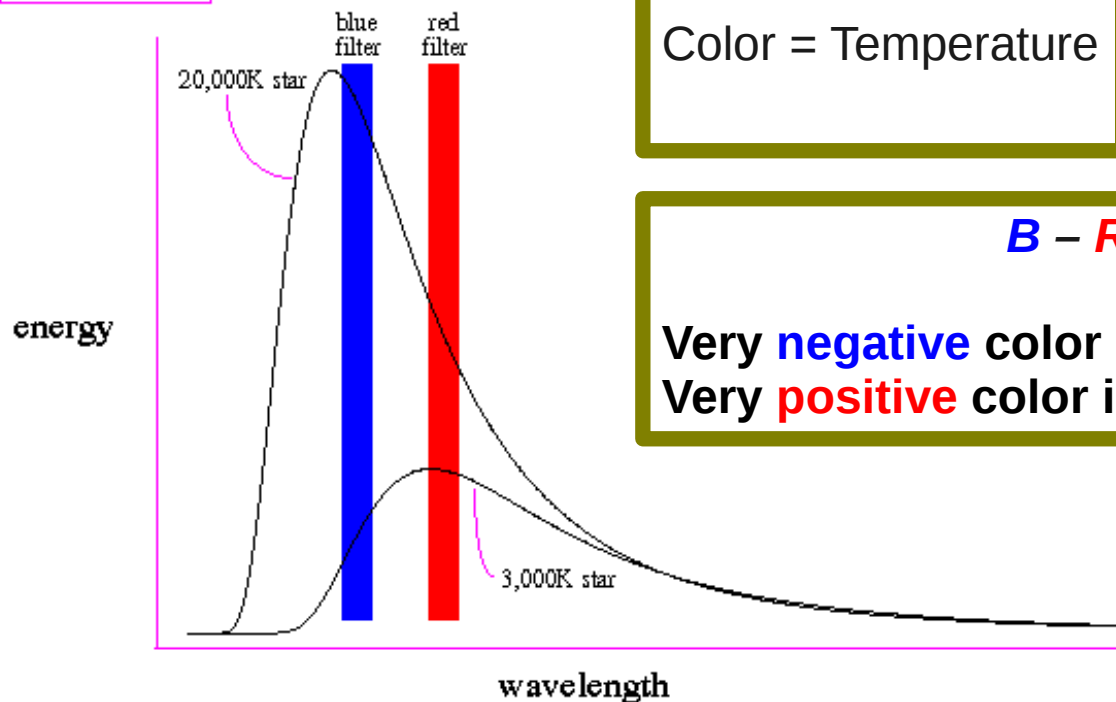 blue
filter
red
filter
20,000K star
Color = Temperature
B – R
Very negative color
Very positive color i
energy
3,000K star
wavelength